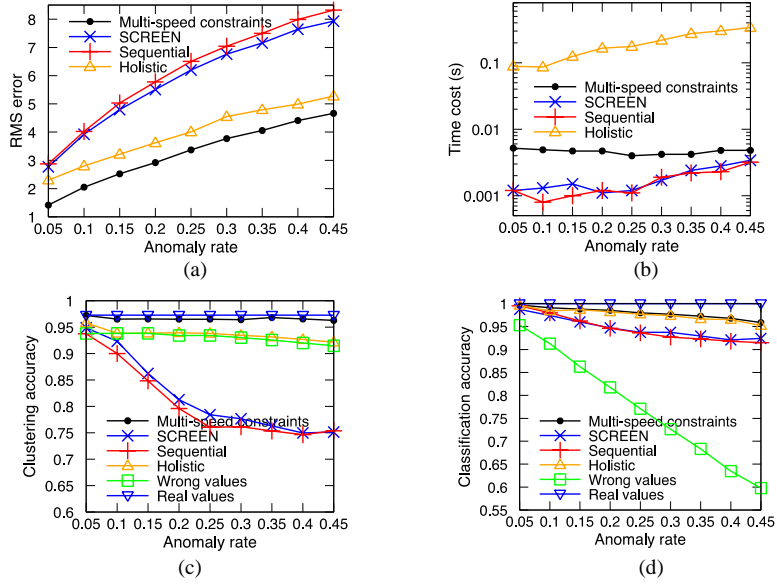 8
7
6
5
4
3
2
1
RMS error
Multi-speed constraints
SCREEN
Sequential
Holistic
0.05 0.1 0.15 0.2 0.25 0.3 0.35 0.4 0.45
Anomaly rate
(a)
0.1
0.01
0.001
Time cost (s)
Multi-speed constraints
SCREEN
Sequential
Holistic
0.05 0.1 0.15 0.2 0.25 0.3 0.35 0.4 0.45
Anomaly rate
(b)
1
0.95
0.9
0.85
0.8
0.75
0.7
0.65
0.6
Clustering accuracy
Multi-speed constraints
SCREEN
Sequential
Holistic
Wrong values
Real values
0.05 0.1 0.15 0.2 0.25 0.3 0.35 0.4 0.45
Anomaly rate
(c)
1
0.95
0.9
0.85
0.8
0.75
0.7
0.65
0.6
0.55
Classification accuracy
Multi-speed constraints
SCREEN
Sequential
Holistic
Wrong values
Real values
0.05 0.1 0.15 0.2 0.25 0.3 0.35 0.4 0.45
Anomaly rate
(d)